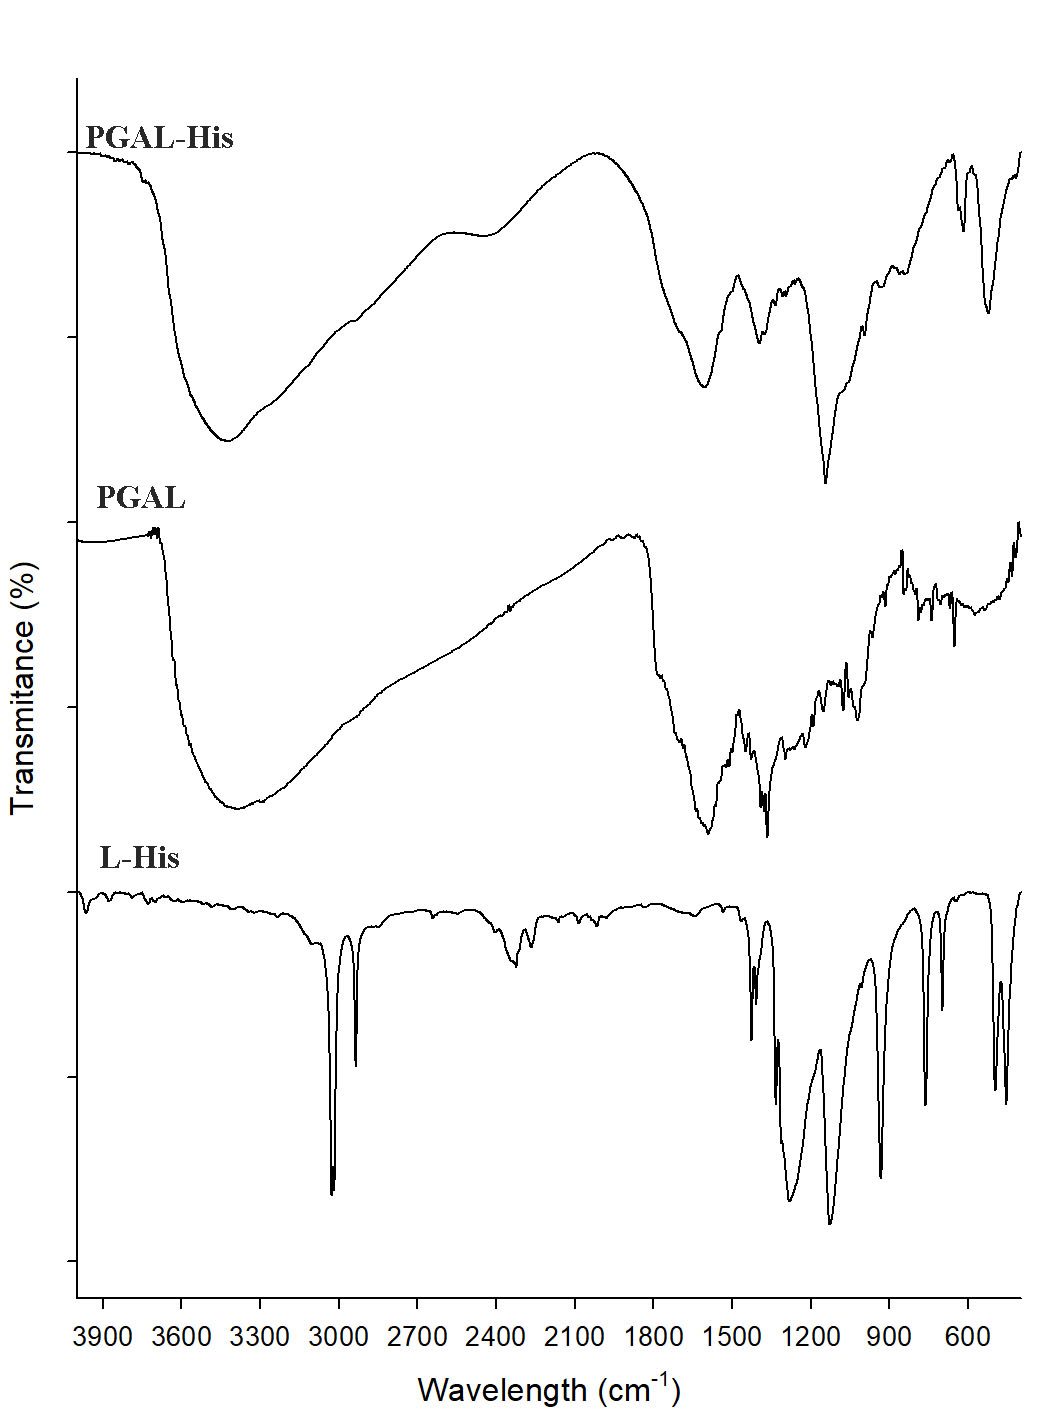 PGAL-His
PGAL
L-His
Transmitance (%)
3900 3600 3300 3000 2700 2400 2100 1800 1500 1200 900 600
Wavelength (cm⁻¹)